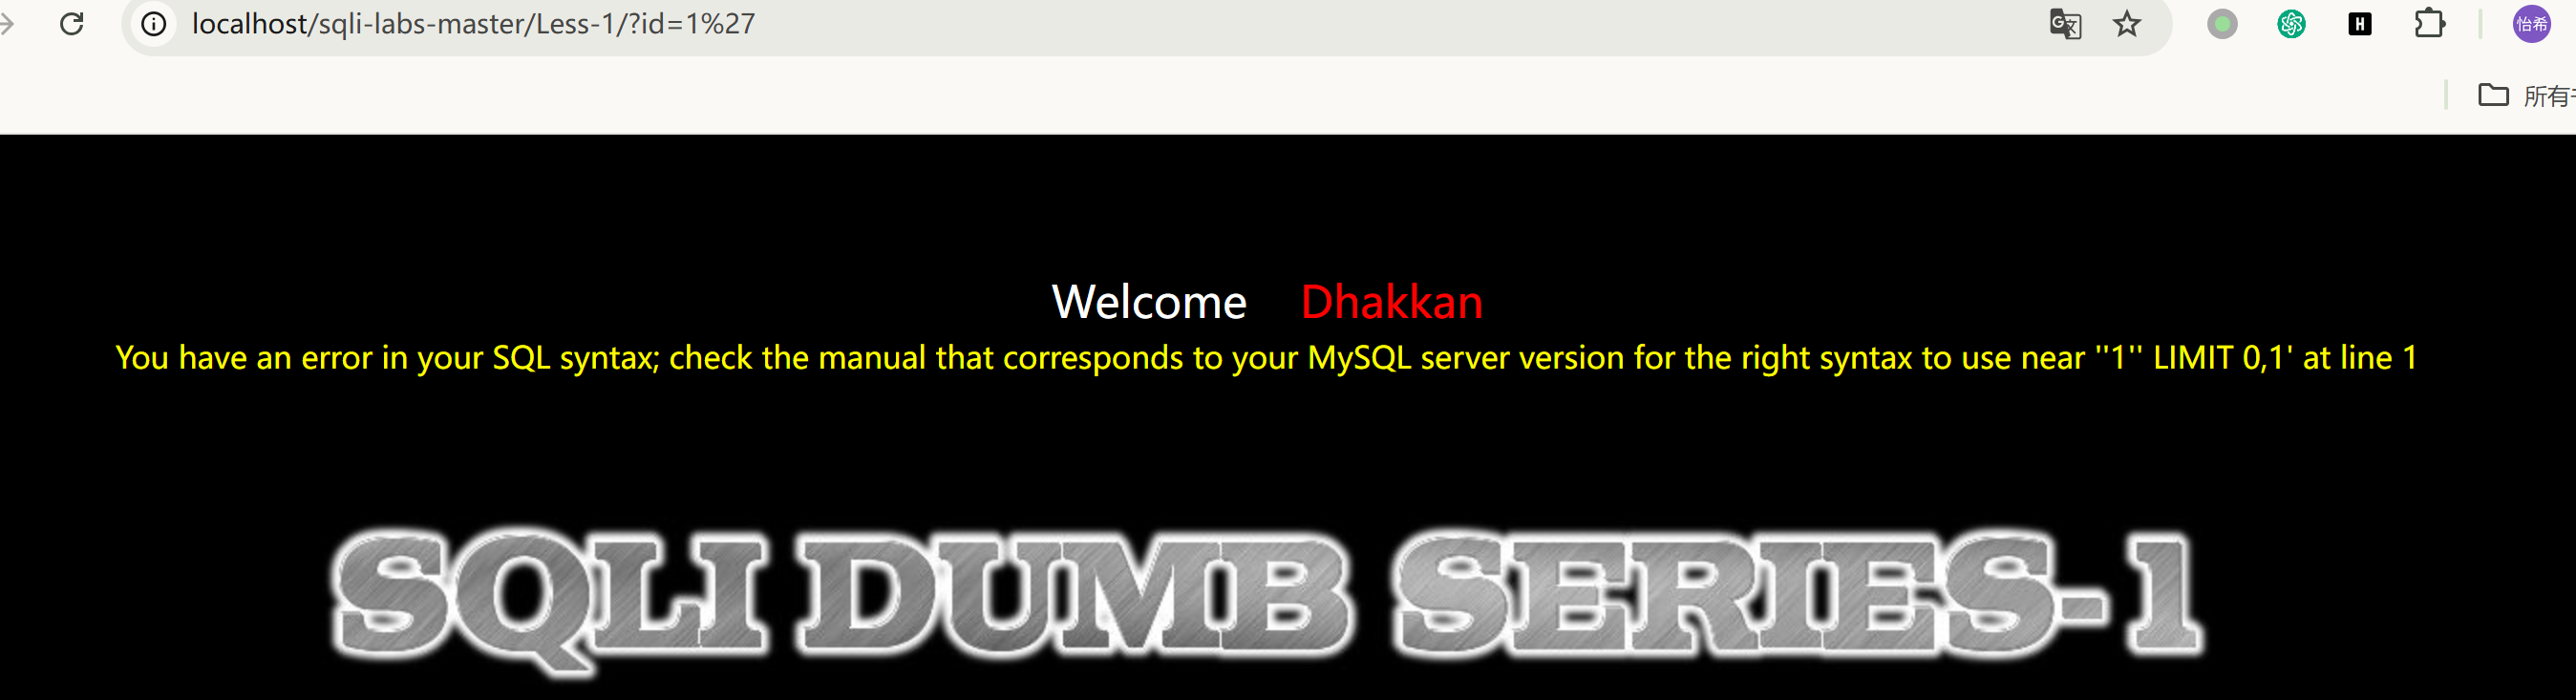 localhost/sqli-labs-master/Less-1/?id=1%27
怡希
所有
Welcome Dhakkan
You have an error in your SQL syntax; check the manual that corresponds to your MySQL server version for the right syntax to use near ''1'' LIMIT 0,1' at line 1
SQLI DUMB SERIES-1